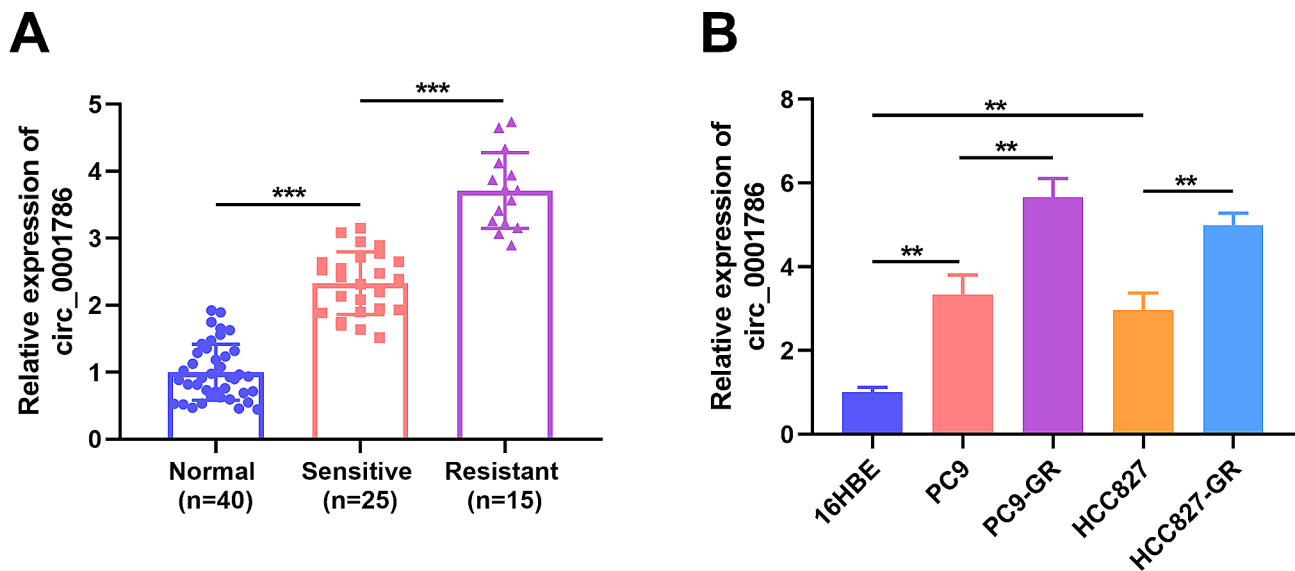 A
Relative expression of
circ_0001786
5
4
3
2
1
0
***
***
Normal
(n=40)
Sensitive
(n=25)
Resistant
(n=15)
B
Relative expression of
circ_0001786
8
6
4
2
0
**
**
**
**
16HBE
PC9
PC9-GR
HCC827
HCC827-GR